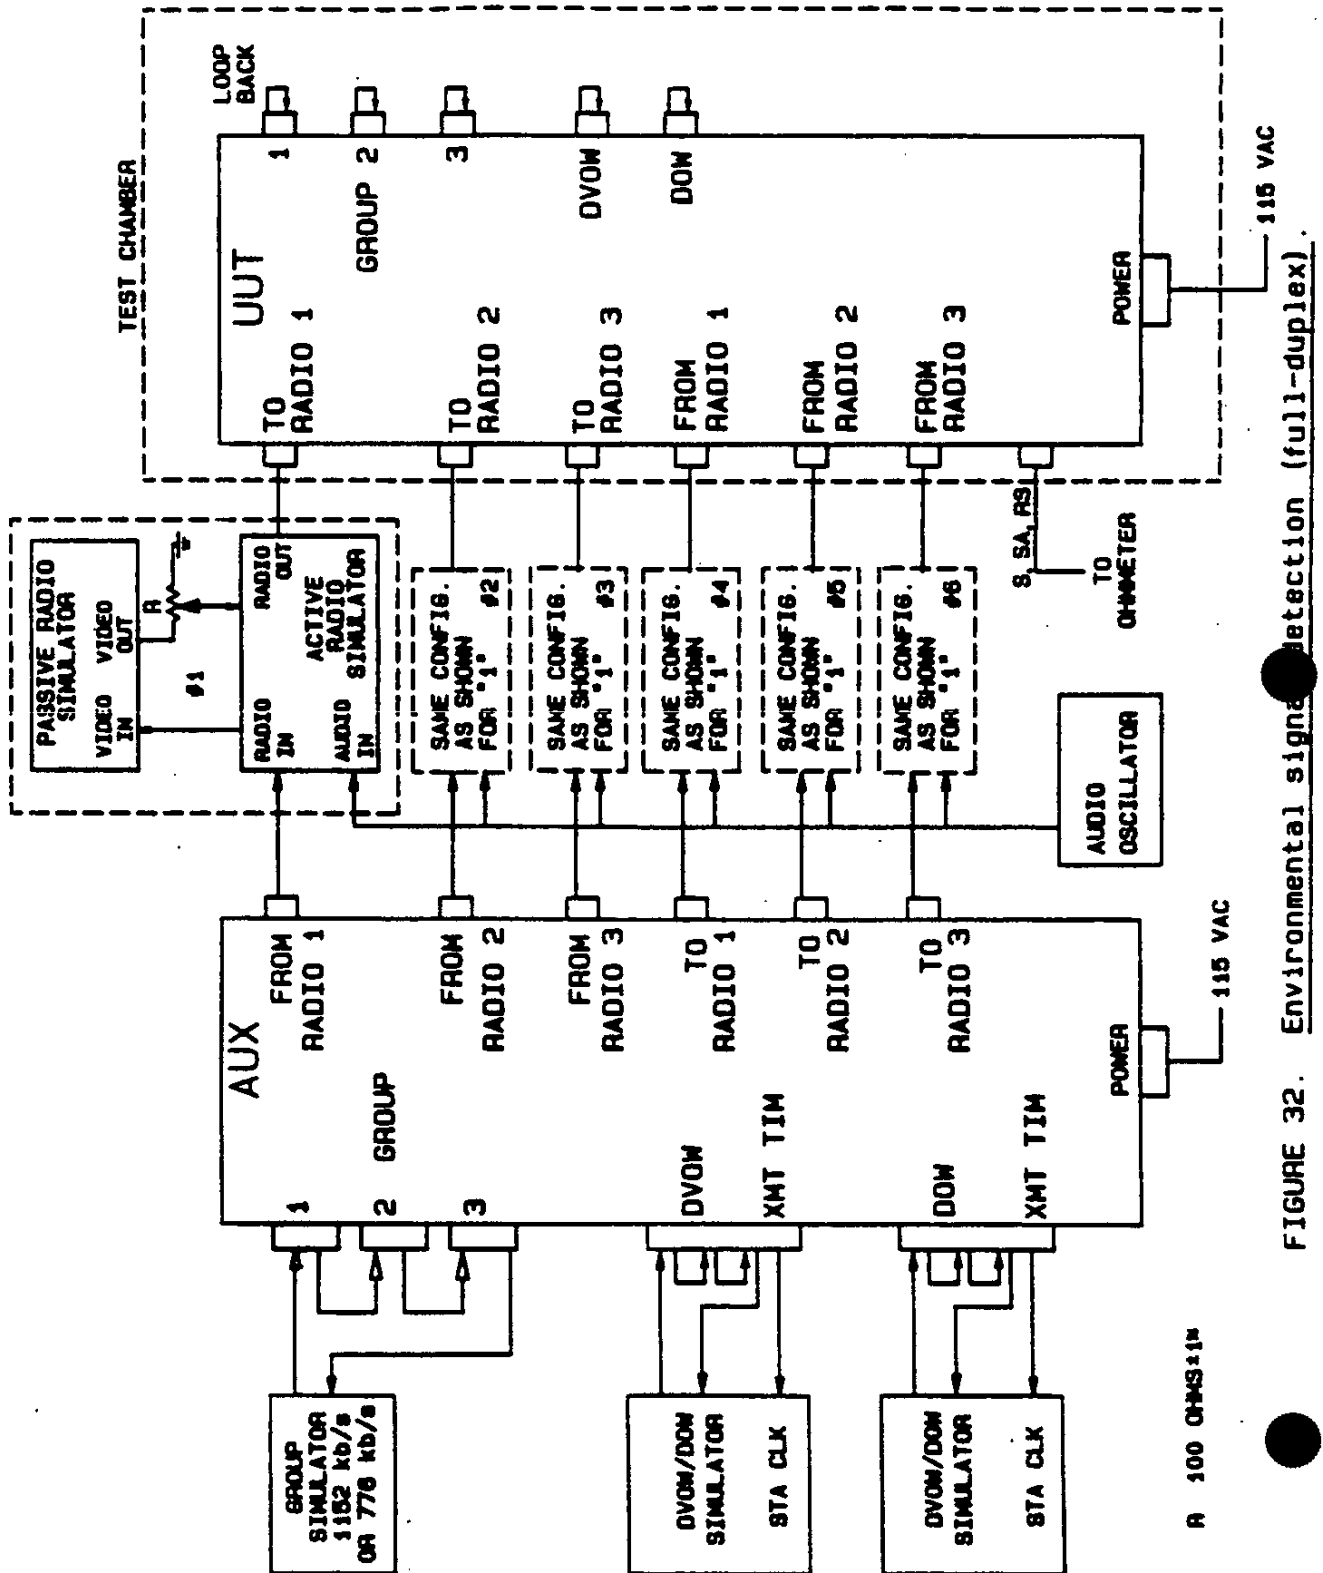 TEST CHAMBER
LOOP
BACK
UUT
1
GROUP 2
3
DVOW
DOW
TO
RADIO 1
TO
RADIO 2
TO
RADIO 3
FROM
RADIO 1
FROM
RADIO 2
FROM
RADIO 3
POWER
115 VAC
S, SA, RS
TO
OHMMETER
PASSIVE RADIO
SIMULATOR
VIDEO
IN
VIDEO
OUT
R
#1
RADIO
IN
RADIO
OUT
ACTIVE
RADIO
SIMULATOR
AUDIO
IN
SAME CONFIG.
AS SHOWN
FOR "1" #2
SAME CONFIG.
AS SHOWN
FOR "1" #3
SAME CONFIG.
AS SHOWN
FOR "1" #4
SAME CONFIG.
AS SHOWN
FOR "1" #5
SAME CONFIG.
AS SHOWN
FOR "1" #6
AUDIO
OSCILLATOR
AUX
FROM
RADIO 1
FROM
RADIO 2
FROM
RADIO 3
TO
RADIO 1
TO
RADIO 2
TO
RADIO 3
1
2 GROUP
3
DVOW
XMT TIM
DOW
XMT TIM
POWER
115 VAC
GROUP
SIMULATOR
1152 kb/s
OR 776 kb/s
DVOW/DOW
SIMULATOR
STA CLK
DVOW/DOW
SIMULATOR
STA CLK
R 100 OHMS±1%
FIGURE 32. Environmental signal detection (full-duplex).